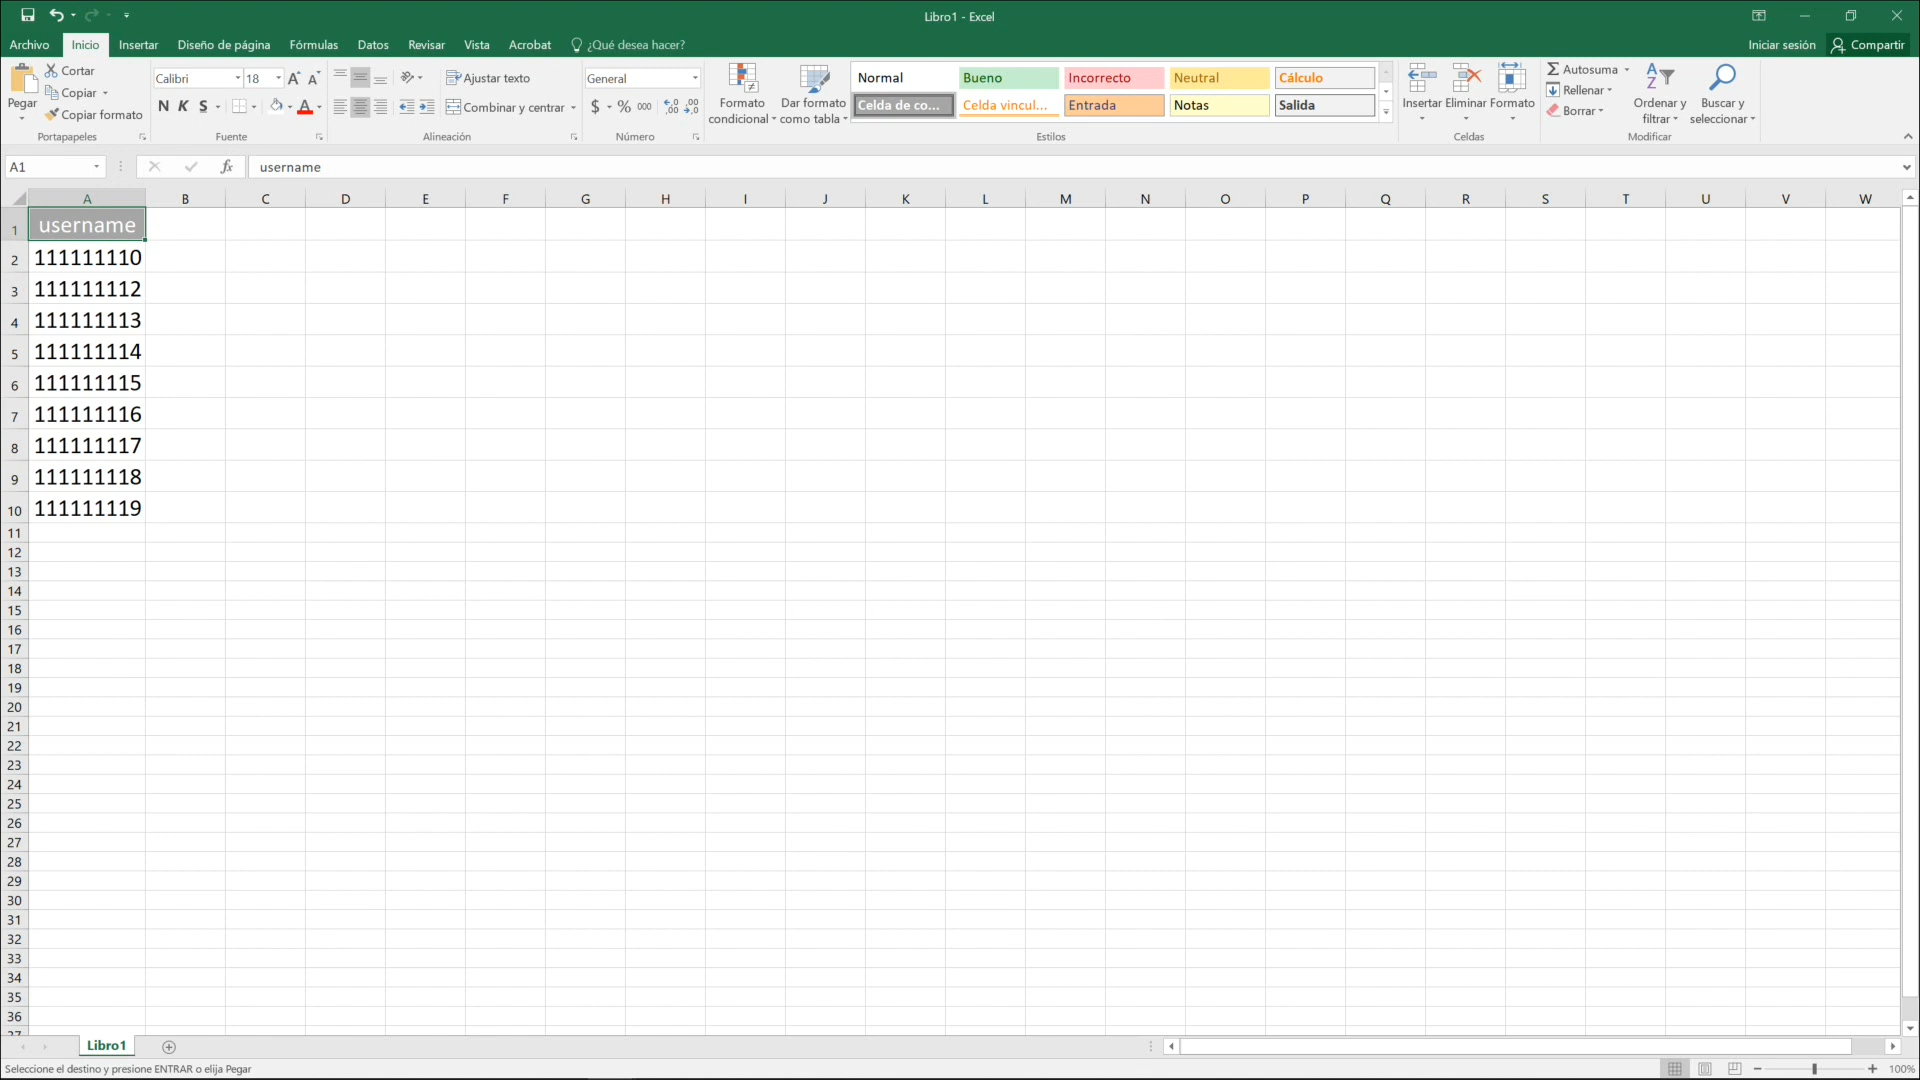 Libro1 - Excel
Archivo Inicio Insertar Diseño de página Fórmulas Datos Revisar Vista Acrobat ¿Qué desea hacer? Iniciar sesión Compartir
Pegar
Cortar
Copiar
Copiar formato
Portapapeles
Calibri 18
N K S
Fuente
Ajustar texto
Combinar y centrar
Alineación
General
$ % 000
Número
Formato condicional
Dar formato como tabla
Normal Bueno Incorrecto Neutral Cálculo
Celda de co... Celda vincul... Entrada Notas Salida
Estilos
Insertar Eliminar Formato
Celdas
Autosuma
Rellenar
Borrar
Ordenar y filtrar
Buscar y seleccionar
Modificar
A1 fx username
A B C D E F G H I J K L M N O P Q R S T U V W
1 username
2 111111110
3 111111112
4 111111113
5 111111114
6 111111115
7 111111116
8 111111117
9 111111118
10 111111119
11
12
13
14
15
16
17
18
19
20
21
22
23
24
25
26
27
28
29
30
31
32
33
34
35
36
37
Libro1
Seleccione el destino y presione ENTRAR o elija Pegar
100%